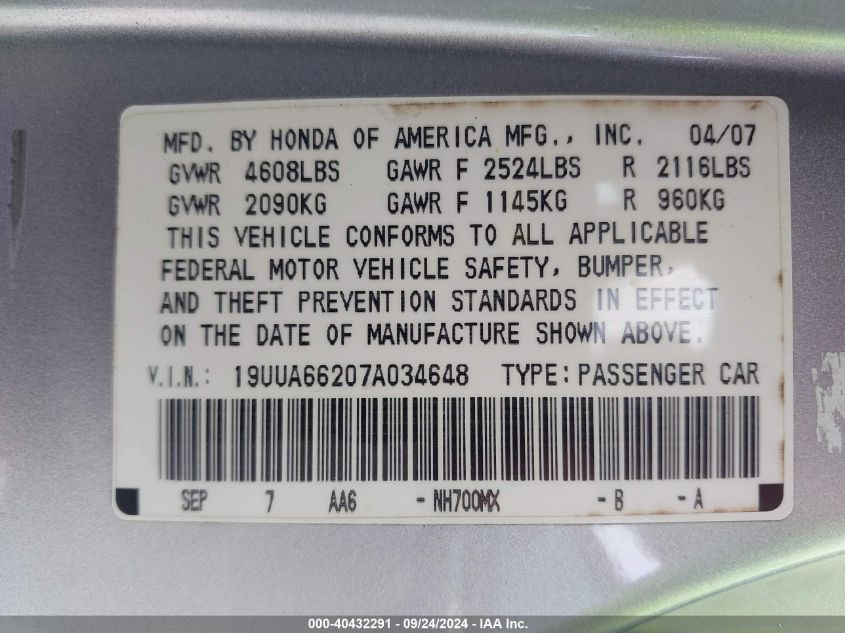 MFD. BY HONDA OF AMERICA MFG., INC. 04/07
GVWR 4608LBS GAWR F 2524LBS R 2116LBS
GVWR 2090KG GAWR F 1145KG R 960KG
THIS VEHICLE CONFORMS TO ALL APPLICABLE
FEDERAL MOTOR VEHICLE SAFETY, BUMPER,
AND THEFT PREVENTION STANDARDS IN EFFECT
ON THE DATE OF MANUFACTURE SHOWN ABOVE.
V.I.N.: 19UUA66207A034648 TYPE: PASSENGER CAR
SEP 7 AA6 -NH700MX -B -A
000-40432291 - 09/24/2024 - IAA Inc.